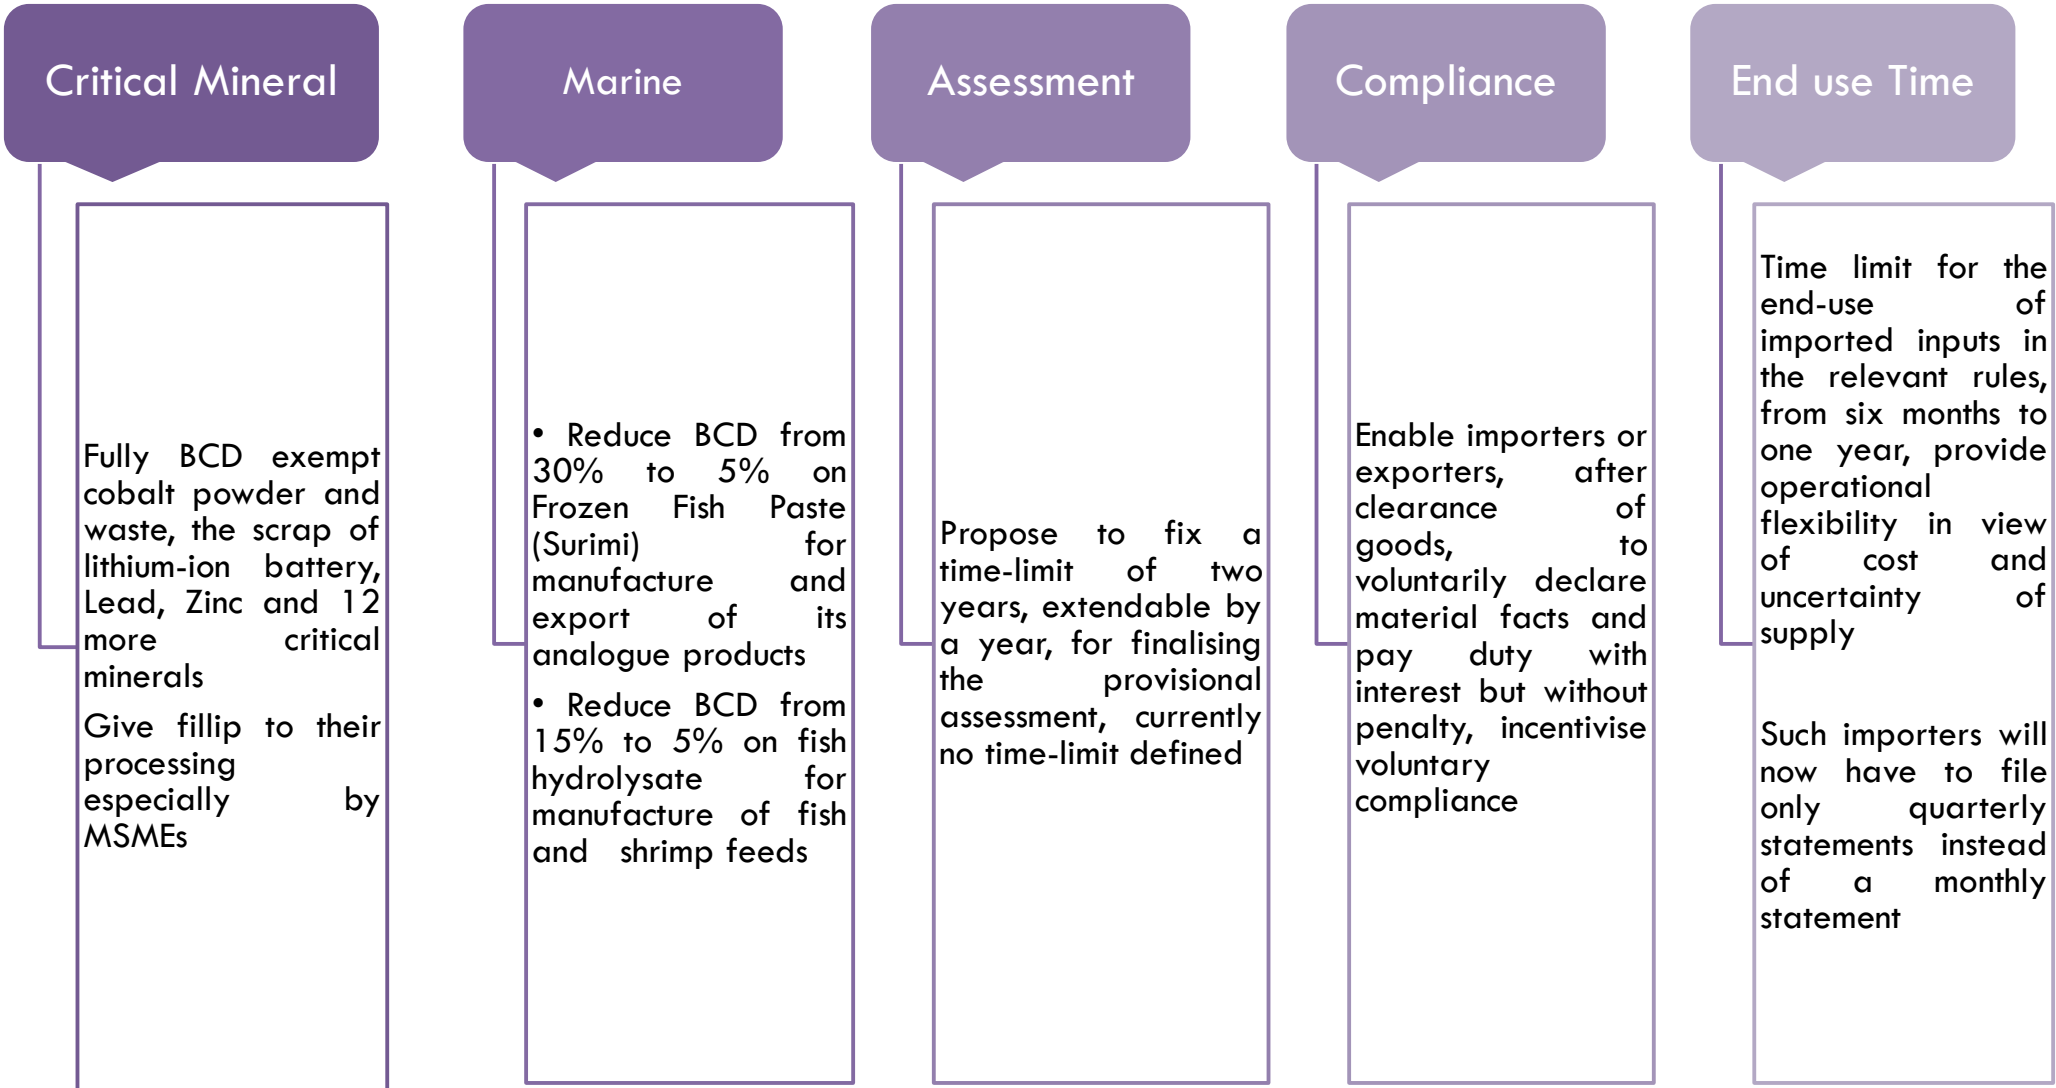 Critical Mineral
Fully BCD exempt
cobalt powder and
waste, the scrap of
lithium-ion battery,
Lead, Zinc and 12
more critical
minerals
Give fillip to their
processing
especially by
MSMEs
Marine
• Reduce BCD from
30% to 5% on
Frozen Fish Paste
(Surimi) for
manufacture and
export of its
analogue products
• Reduce BCD from
15% to 5% on fish
hydrolysate for
manufacture of fish
and shrimp feeds
Assessment
Propose to fix a
time-limit of two
years, extendable by
a year, for finalising
the provisional
assessment, currently
no time-limit defined
Compliance
Enable importers or
exporters, after
clearance of
goods, to
voluntarily declare
material facts and
pay duty with
interest but without
penalty, incentivise
voluntary
compliance
End use Time
Time limit for the
end-use of
imported inputs in
the relevant rules,
from six months to
one year, provide
operational
flexibility in view
of cost and
uncertainty of
supply
Such importers will
now have to file
only quarterly
statements instead
of a monthly
statement